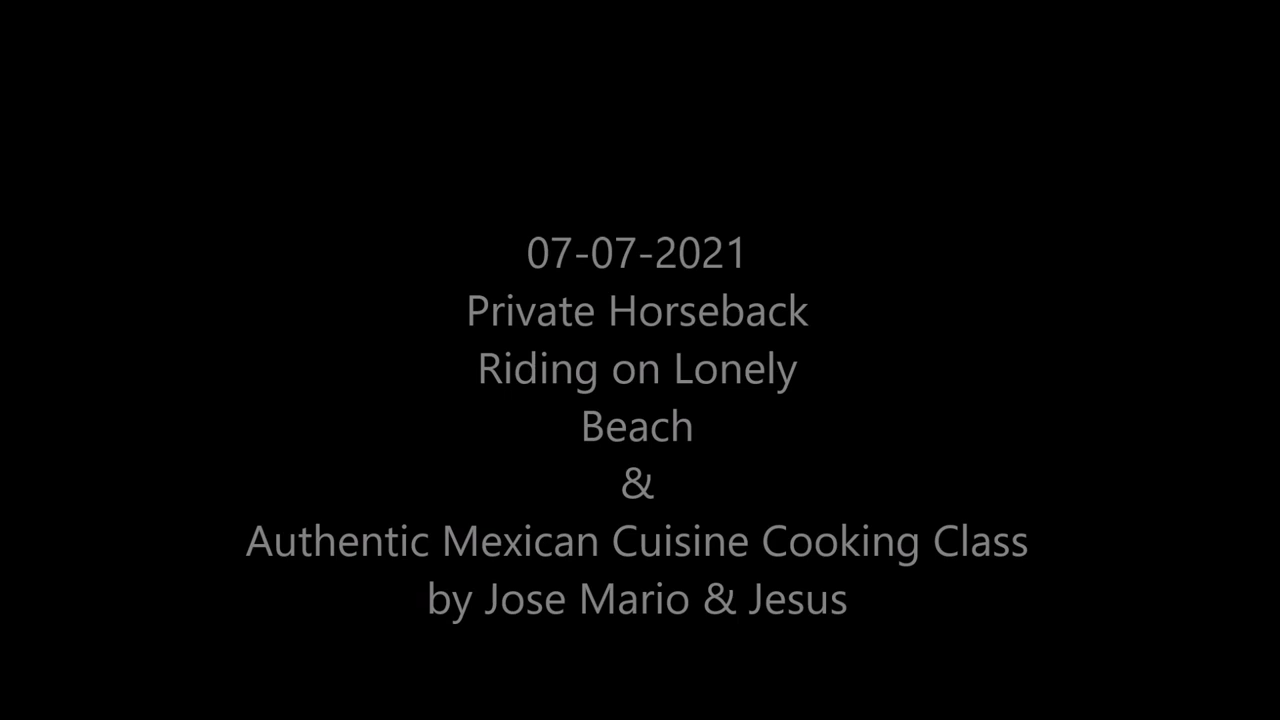 07-07-2021
Private Horseback
Riding on Lonely
Beach
&
Authentic Mexican Cuisine Cooking Class
by Jose Mario & Jesus